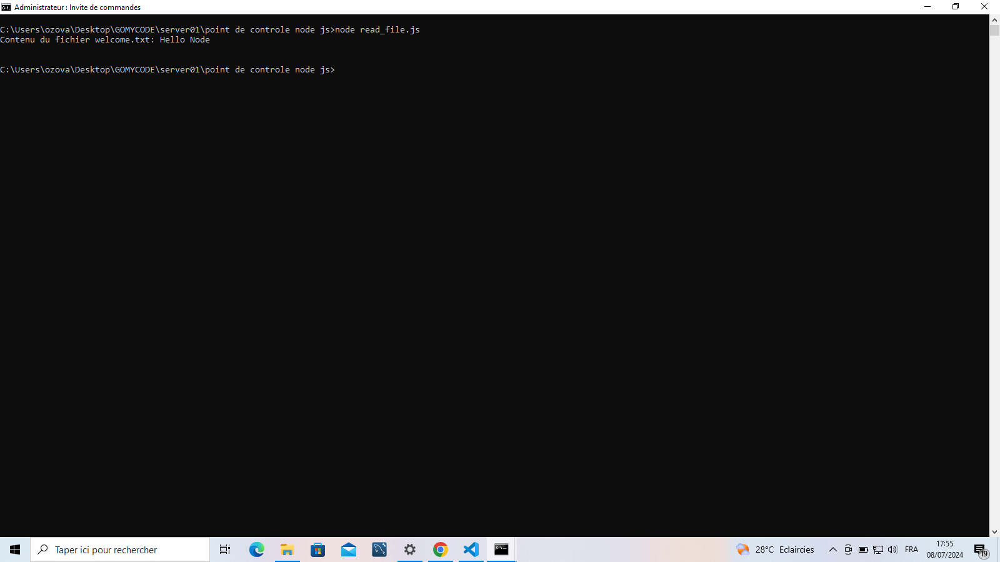 Administrateur : Invite de commandes
C:\Users\ozova\Desktop\GOMYCODE\server01\point de controle node js>node read_file.js
Contenu du fichier welcome.txt: Hello Node
C:\Users\ozova\Desktop\GOMYCODE\server01\point de controle node js>
Taper ici pour rechercher
28°C Eclaircies
FRA
17:55
08/07/2024
19